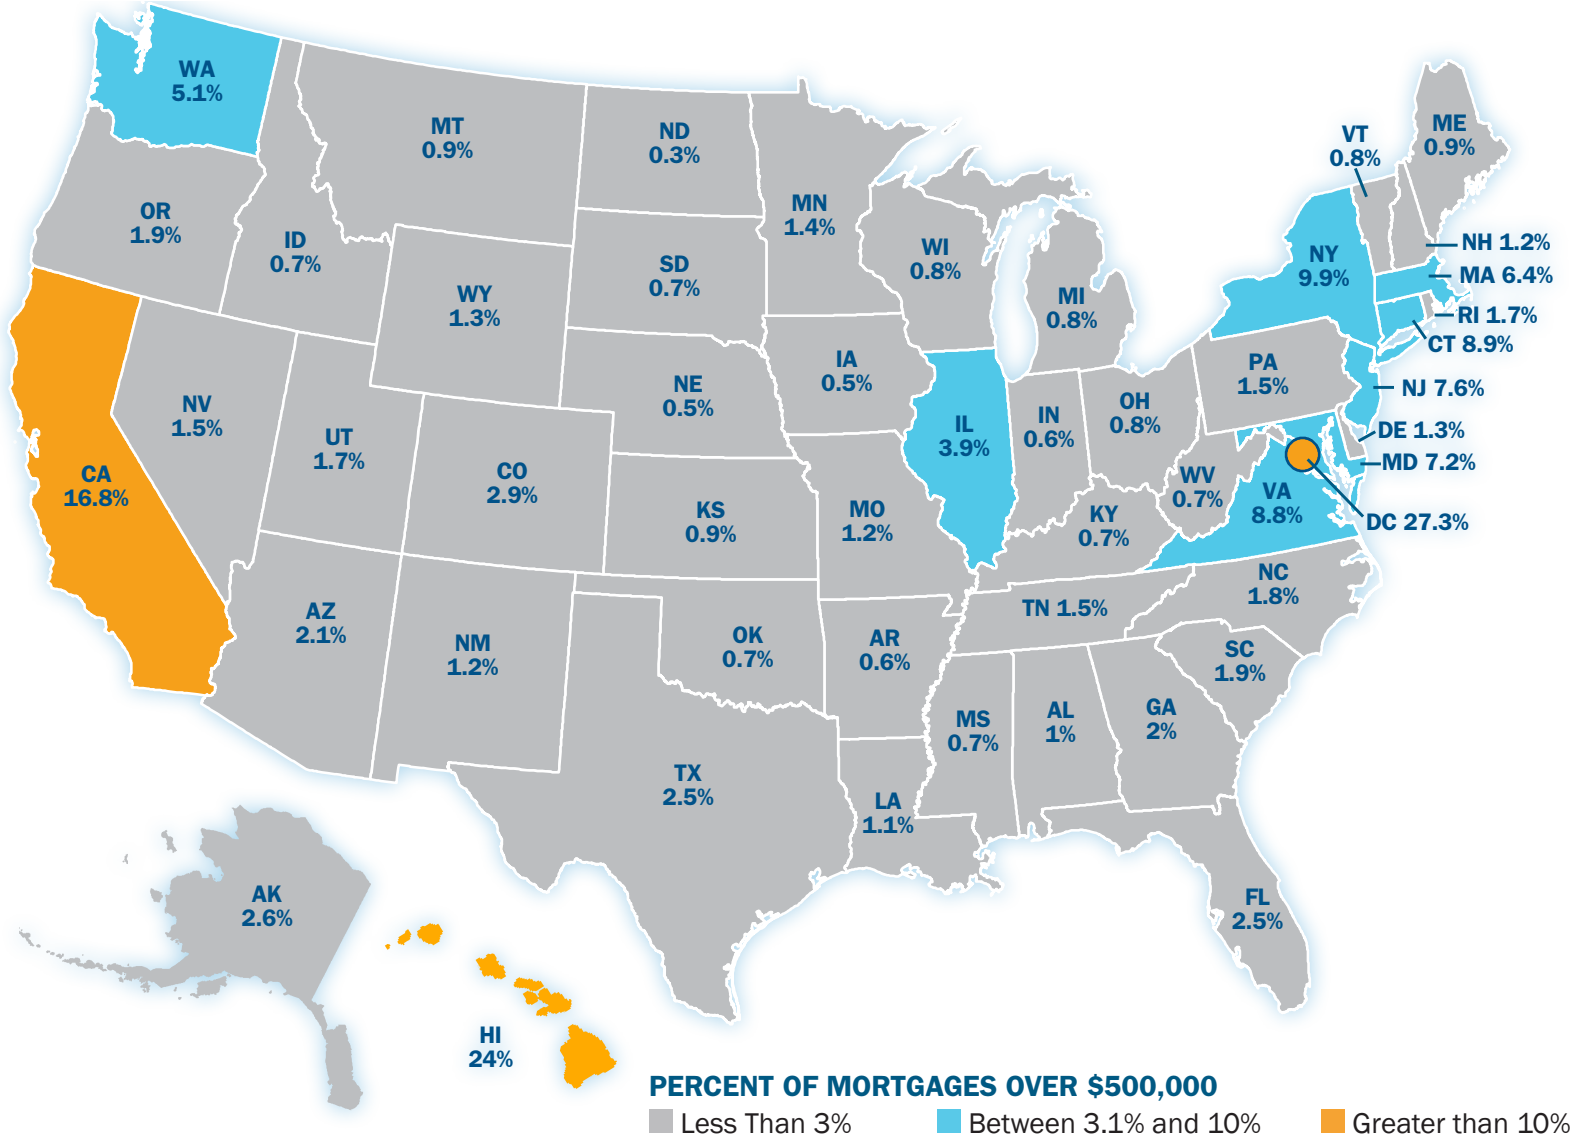 WA
5.1%
MT
0.9%
ND
0.3%
MN
1.4%
VT
0.8%
ME
0.9%
OR
1.9%
ID
0.7%
WY
1.3%
SD
0.7%
WI
0.8%
MI
0.8%
NY
9.9%
NH 1.2%
MA 6.4%
RI 1.7%
CT 8.9%
NJ 7.6%
DE 1.3%
MD 7.2%
DC 27.3%
NV
1.5%
UT
1.7%
CO
2.9%
NE
0.5%
IA
0.5%
IL
3.9%
IN
0.6%
OH
0.8%
PA
1.5%
CA
16.8%
KS
0.9%
MO
1.2%
KY
0.7%
WV
0.7%
VA
8.8%
AZ
2.1%
NM
1.2%
OK
0.7%
AR
0.6%
TN 1.5%
NC
1.8%
SC
1.9%
TX
2.5%
LA
1.1%
MS
0.7%
AL
1%
GA
2%
FL
2.5%
AK
2.6%
HI
24%
PERCENT OF MORTGAGES OVER $500,000
Less Than 3%
Between 3.1% and 10%
Greater than 10%